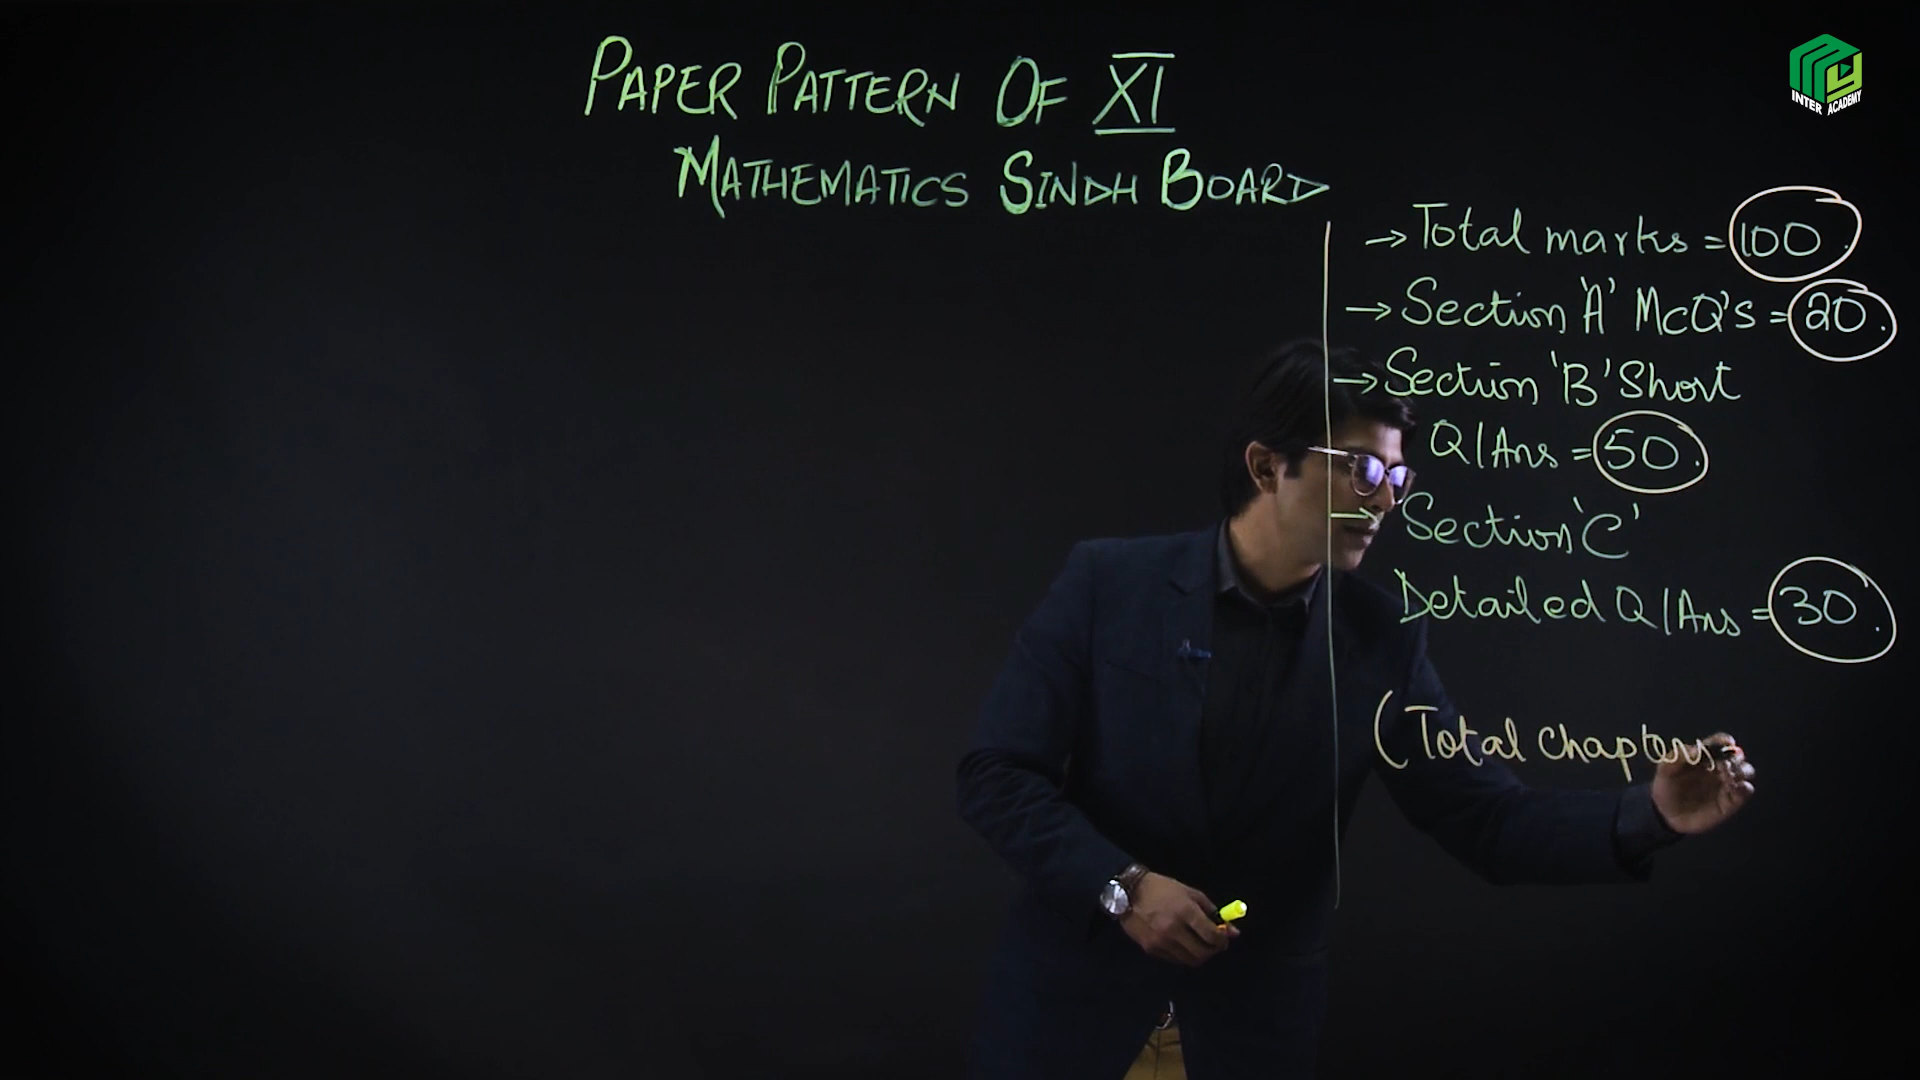 PAPER PATTERN OF XI
MATHEMATICS SINDH BOARD
→ Total marks = 100.
→ Section 'A' McQ's = 20.
→ Section 'B' Short
Q/Ans = 50.
→ Section 'C'
Detailed Q/Ans = 30.
(Total chapters =
INTER ACADEMY